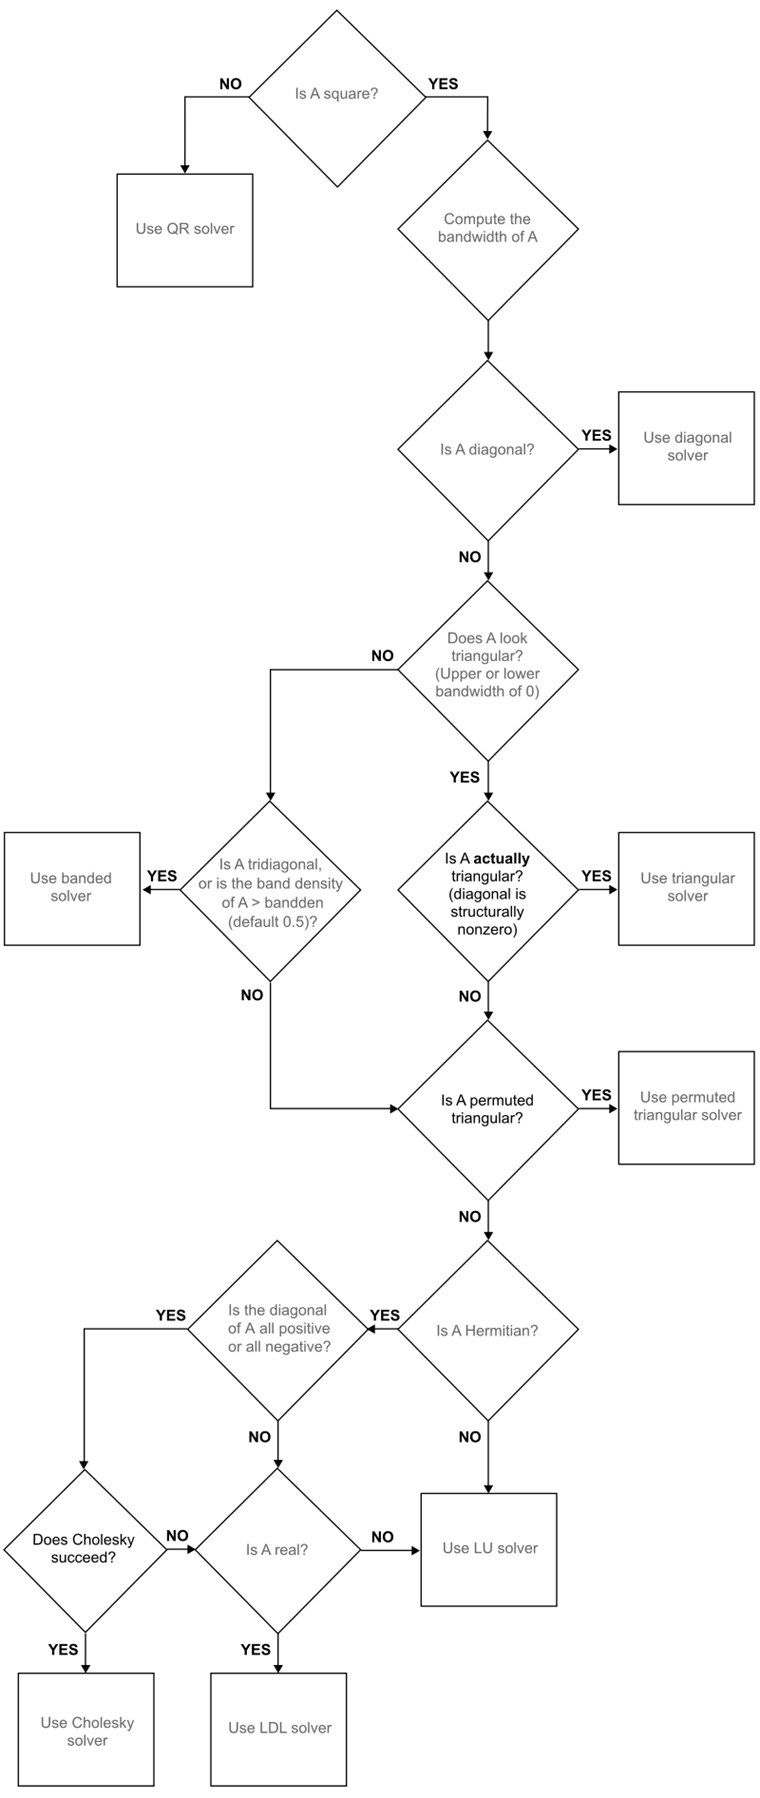 NO
YES
Is A square?
Use QR solver
Compute the
bandwidth of A
Is A diagonal?
YES
Use diagonal
solver
NO
Does A look
triangular?
(Upper or lower
bandwidth of 0)
NO
YES
Use banded
solver
YES
Is A tridiagonal,
or is the band density
of A > bandden
(default 0.5)?
Is A actually
triangular?
(diagonal is
structurally
nonzero)
YES
Use triangular
solver
NO
NO
Is A permuted
triangular?
YES
Use permuted
triangular solver
NO
YES
Is the diagonal
of A all positive
or all negative?
YES
Is A Hermitian?
NO
NO
Does Cholesky
succeed?
NO
Is A real?
NO
Use LU solver
YES
YES
Use Cholesky
solver
Use LDL solver